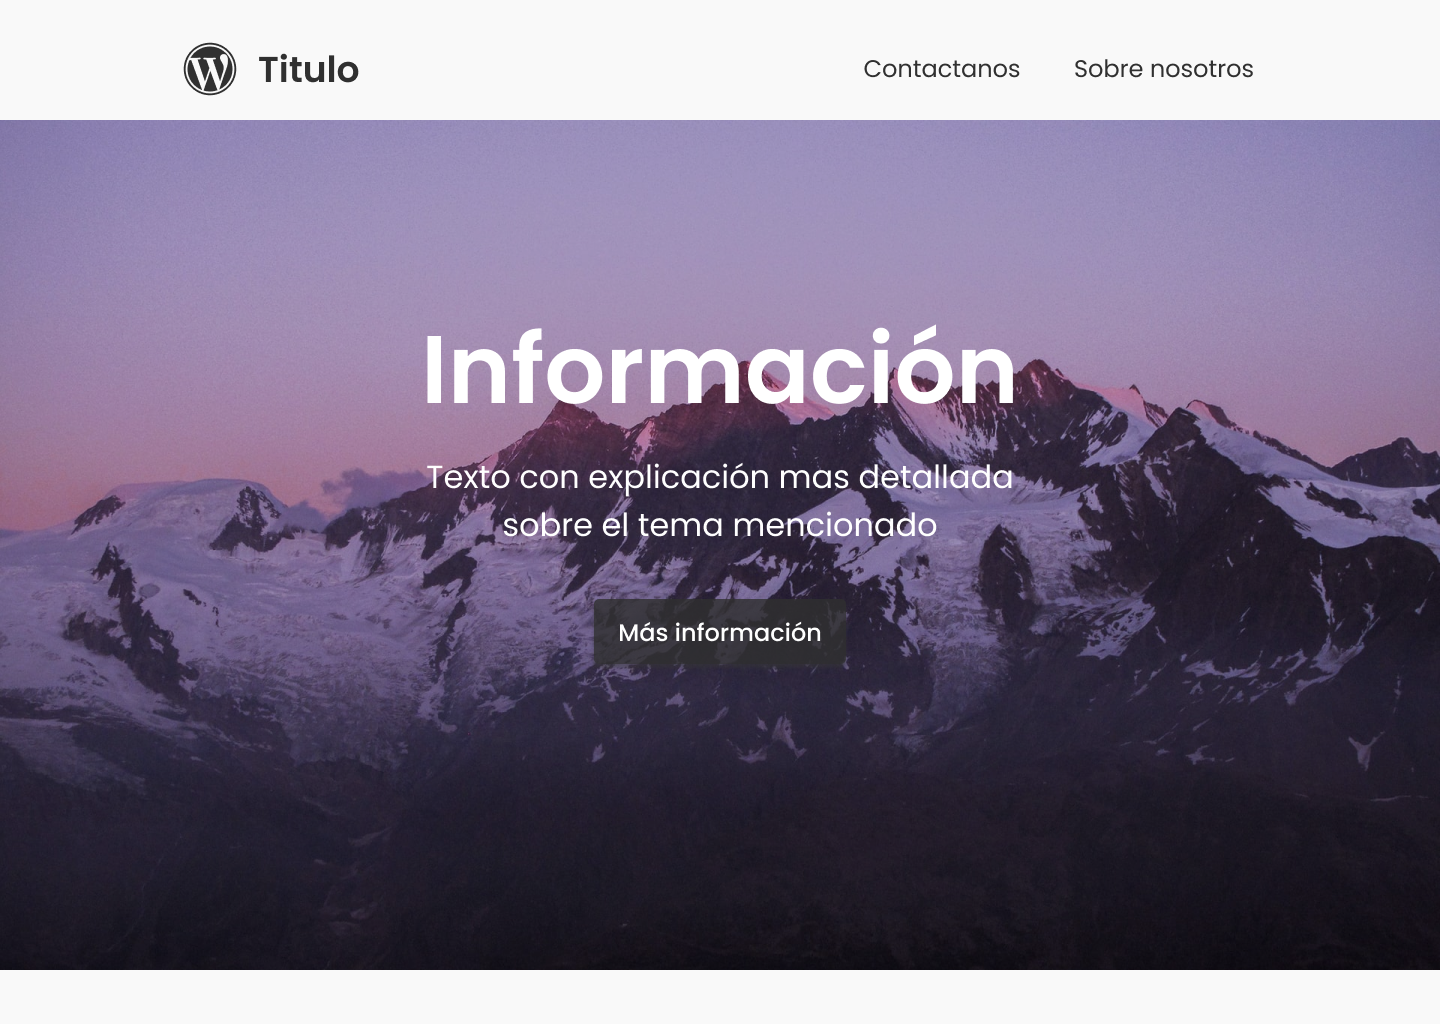 Titulo
Contactanos
Sobre nosotros
Información
Texto con explicación mas detallada
sobre el tema mencionado
Más información